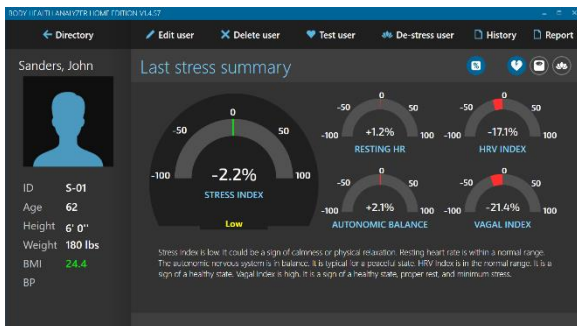 BODY HEALTH ANALYZER HOME EDITION V1.4.57
Directory
Edit user
Delete user
Test user
De-stress user
History
Report
Sanders, John
Last stress summary
ID S-01
Age 62
Height 6' 0''
Weight 180 lbs
BMI 24.4
BP
-100 -50 0 50 100
-2.2%
STRESS INDEX
Low
-100 -50 0 50 100
+1.2%
RESTING HR
-100 -50 0 50 100
-17.1%
HRV INDEX
-100 -50 0 50 100
+2.1%
AUTONOMIC BALANCE
-100 -50 0 50 100
-21.4%
VAGAL INDEX
Stress Index is low. It could be a sign of calmness or physical relaxation. Resting heart rate is within a normal range.
The autonomic nervous system is in balance. It is typical for a peaceful state. HRV Index is in the normal range. It is a
sign of a healthy state. Vagal Index is high. It is a sign of a healthy state, proper rest, and minimum stress.